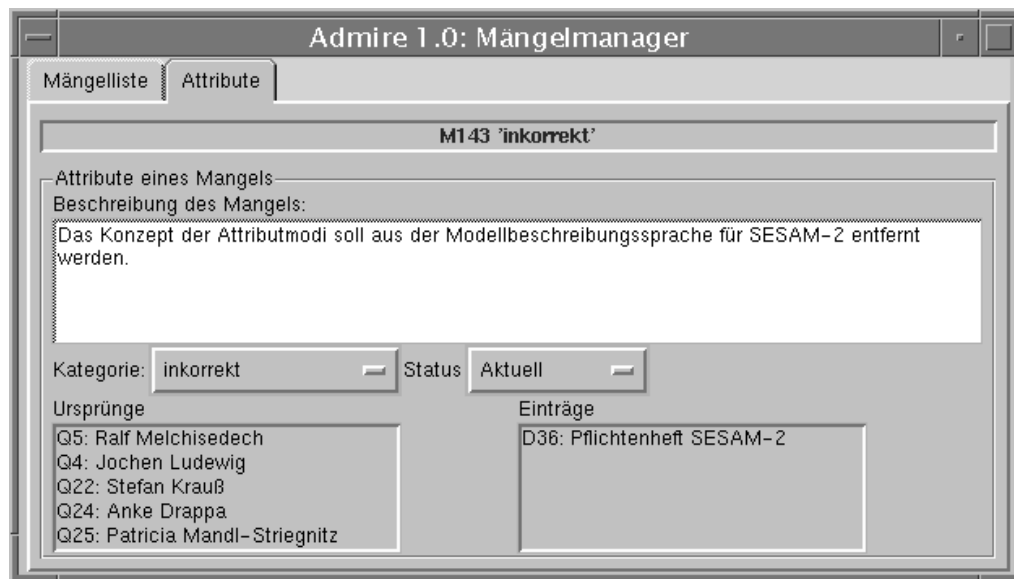 Admire 1.0: Mängelmanager
Mängelliste Attribute
M143 'inkorrekt'
Attribute eines Mangels
Beschreibung des Mangels:
Das Konzept der Attributmodi soll aus der Modellbeschreibungssprache für SESAM-2 entfernt
werden.
Kategorie: inkorrekt Status Aktuell
Ursprünge Einträge
Q5: Ralf Melchisedech D36: Pflichtenheft SESAM-2
Q4: Jochen Ludewig
Q22: Stefan Krauß
Q24: Anke Drappa
Q25: Patricia Mandl-Striegnitz